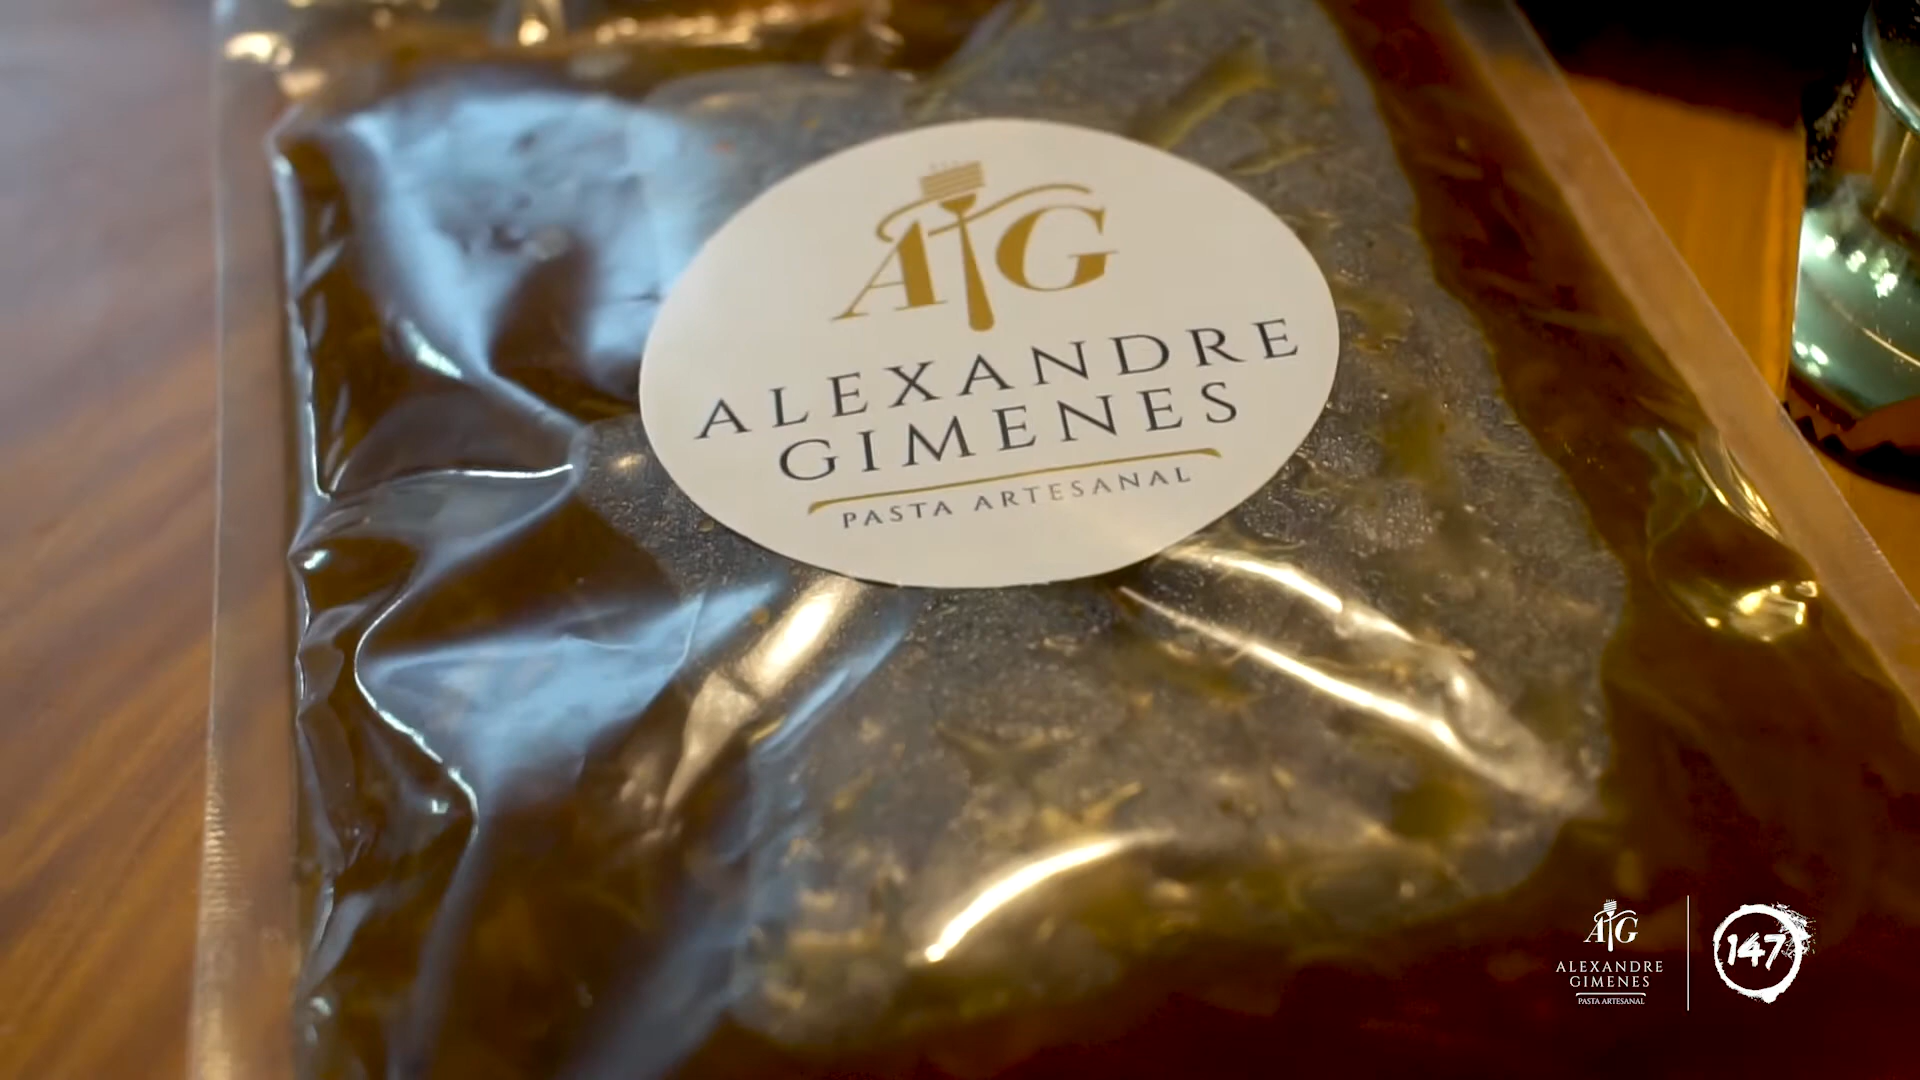 AG
ALEXANDRE
GIMENES
PASTA ARTESANAL
AG
ALEXANDRE
GIMENES
PASTA ARTESANAL
147